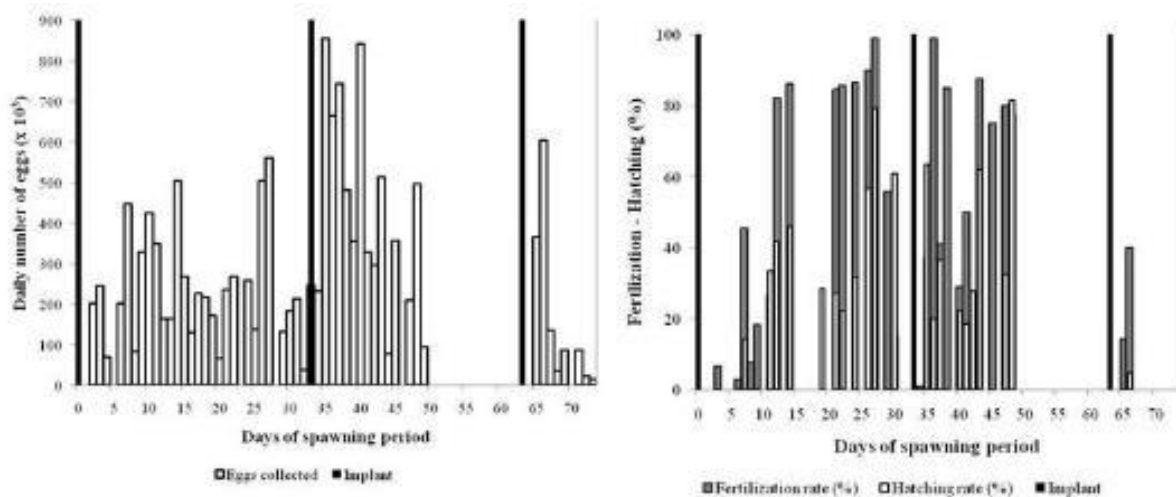 900
800
700
600
500
400
300
200
100
0
Daily number of eggs (x 10³)
0 5 10 15 20 25 30 35 40 45 50 55 60 65 70
Days of spawning period
Eggs collected Implant
100
80
60
40
20
0
Fertlization - Hatching (%)
0 5 10 15 20 25 30 35 40 45 50 55 60 65 70
Days of spawning period
Fertilization rate (%) Hatching rate (%) Implant